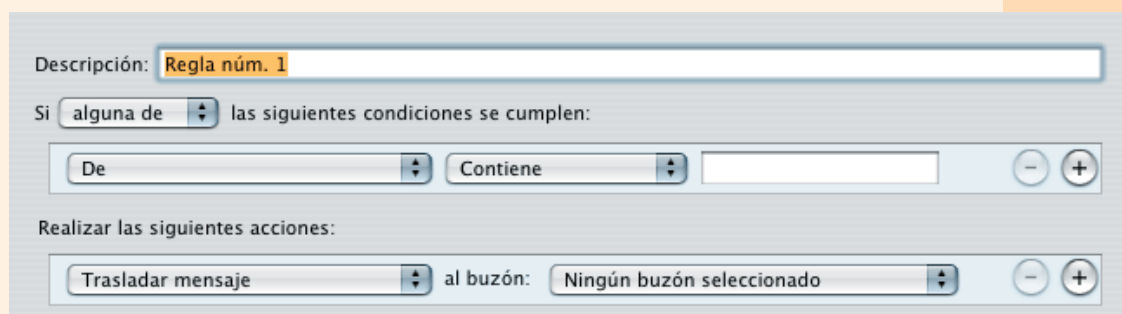 Descripción: Regla núm. 1
Si alguna de las siguientes condiciones se cumplen:
De Contiene
Realizar las siguientes acciones:
Trasladar mensaje al buzón: Ningún buzón seleccionado